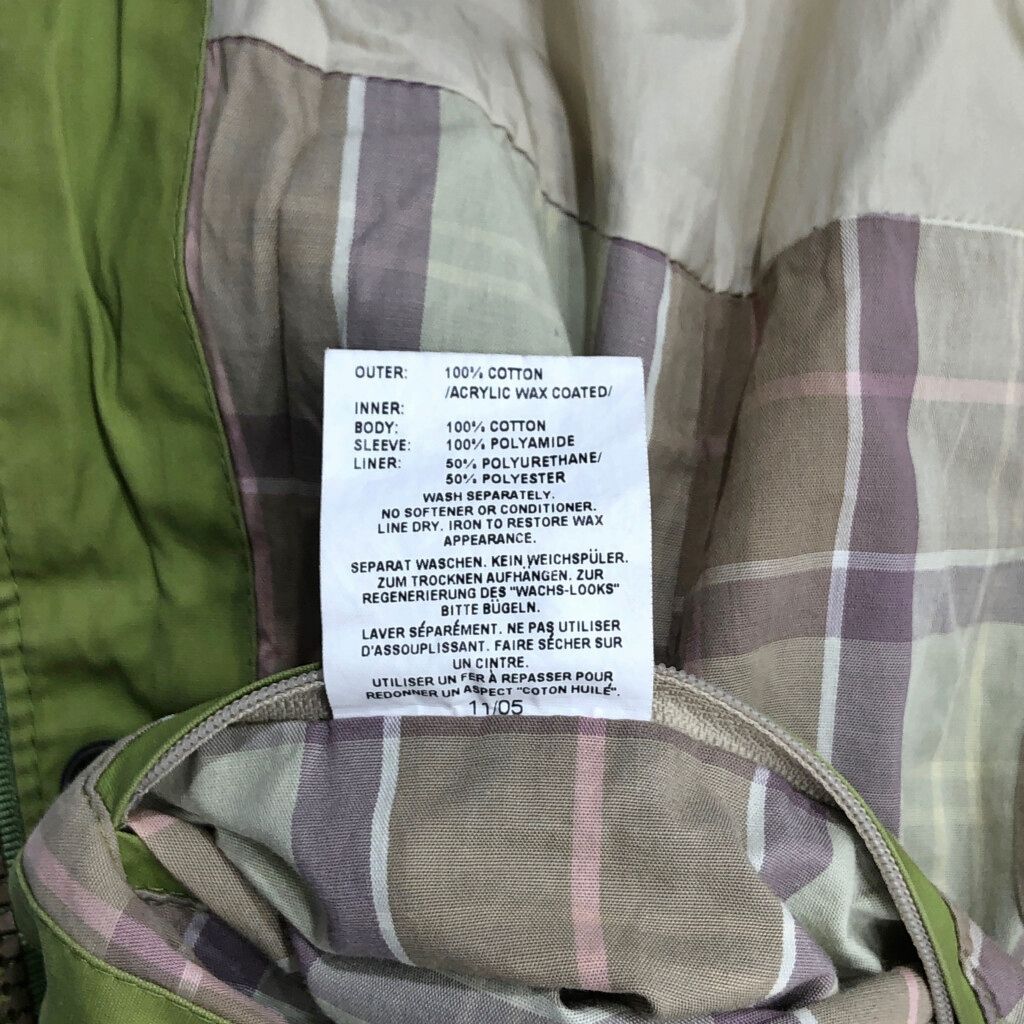 OUTER: 100% COTTON
/ACRYLIC WAX COATED/
INNER:
BODY: 100% COTTON
SLEEVE: 100% POLYAMIDE
LINER: 50% POLYURETHANE/
50% POLYESTER
WASH SEPARATELY.
NO SOFTENER OR CONDITIONER.
LINE DRY. IRON TO RESTORE WAX
APPEARANCE.
SEPARAT WASCHEN. KEIN WEICHSPÜLER.
ZUM TROCKNEN AUFHÄNGEN. ZUR
REGENERIERUNG DES "WACHS-LOOKS"
BITTE BÜGELN.
LAVER SÉPARÉMENT. NE PAS UTILISER
D'ASSOUPLISSANT. FAIRE SÉCHER SUR
UN CINTRE.
UTILISER UN FER À REPASSER POUR
REDONNER UN ASPECT "COTON HUILÉ".
11/05